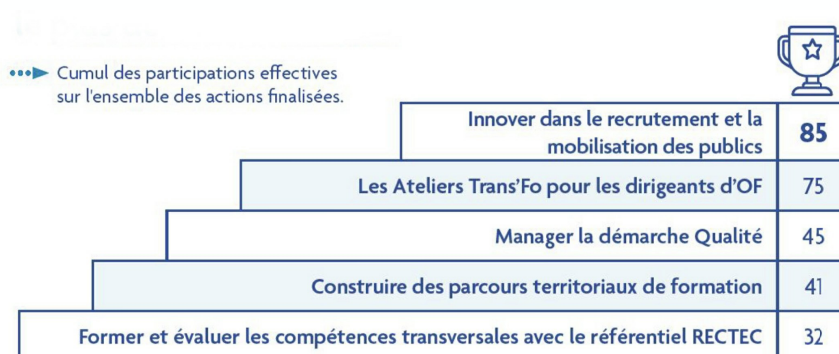 Cumul des participations effectives
sur l'ensemble des actions finalisées.
Innover dans le recrutement et la
mobilisation des publics
85
Les Ateliers Trans'Fo pour les dirigeants d'OF 75
Manager la démarche Qualité 45
Construire des parcours territoriaux de formation 41
Former et évaluer les compétences transversales avec le référentiel RECTEC 32